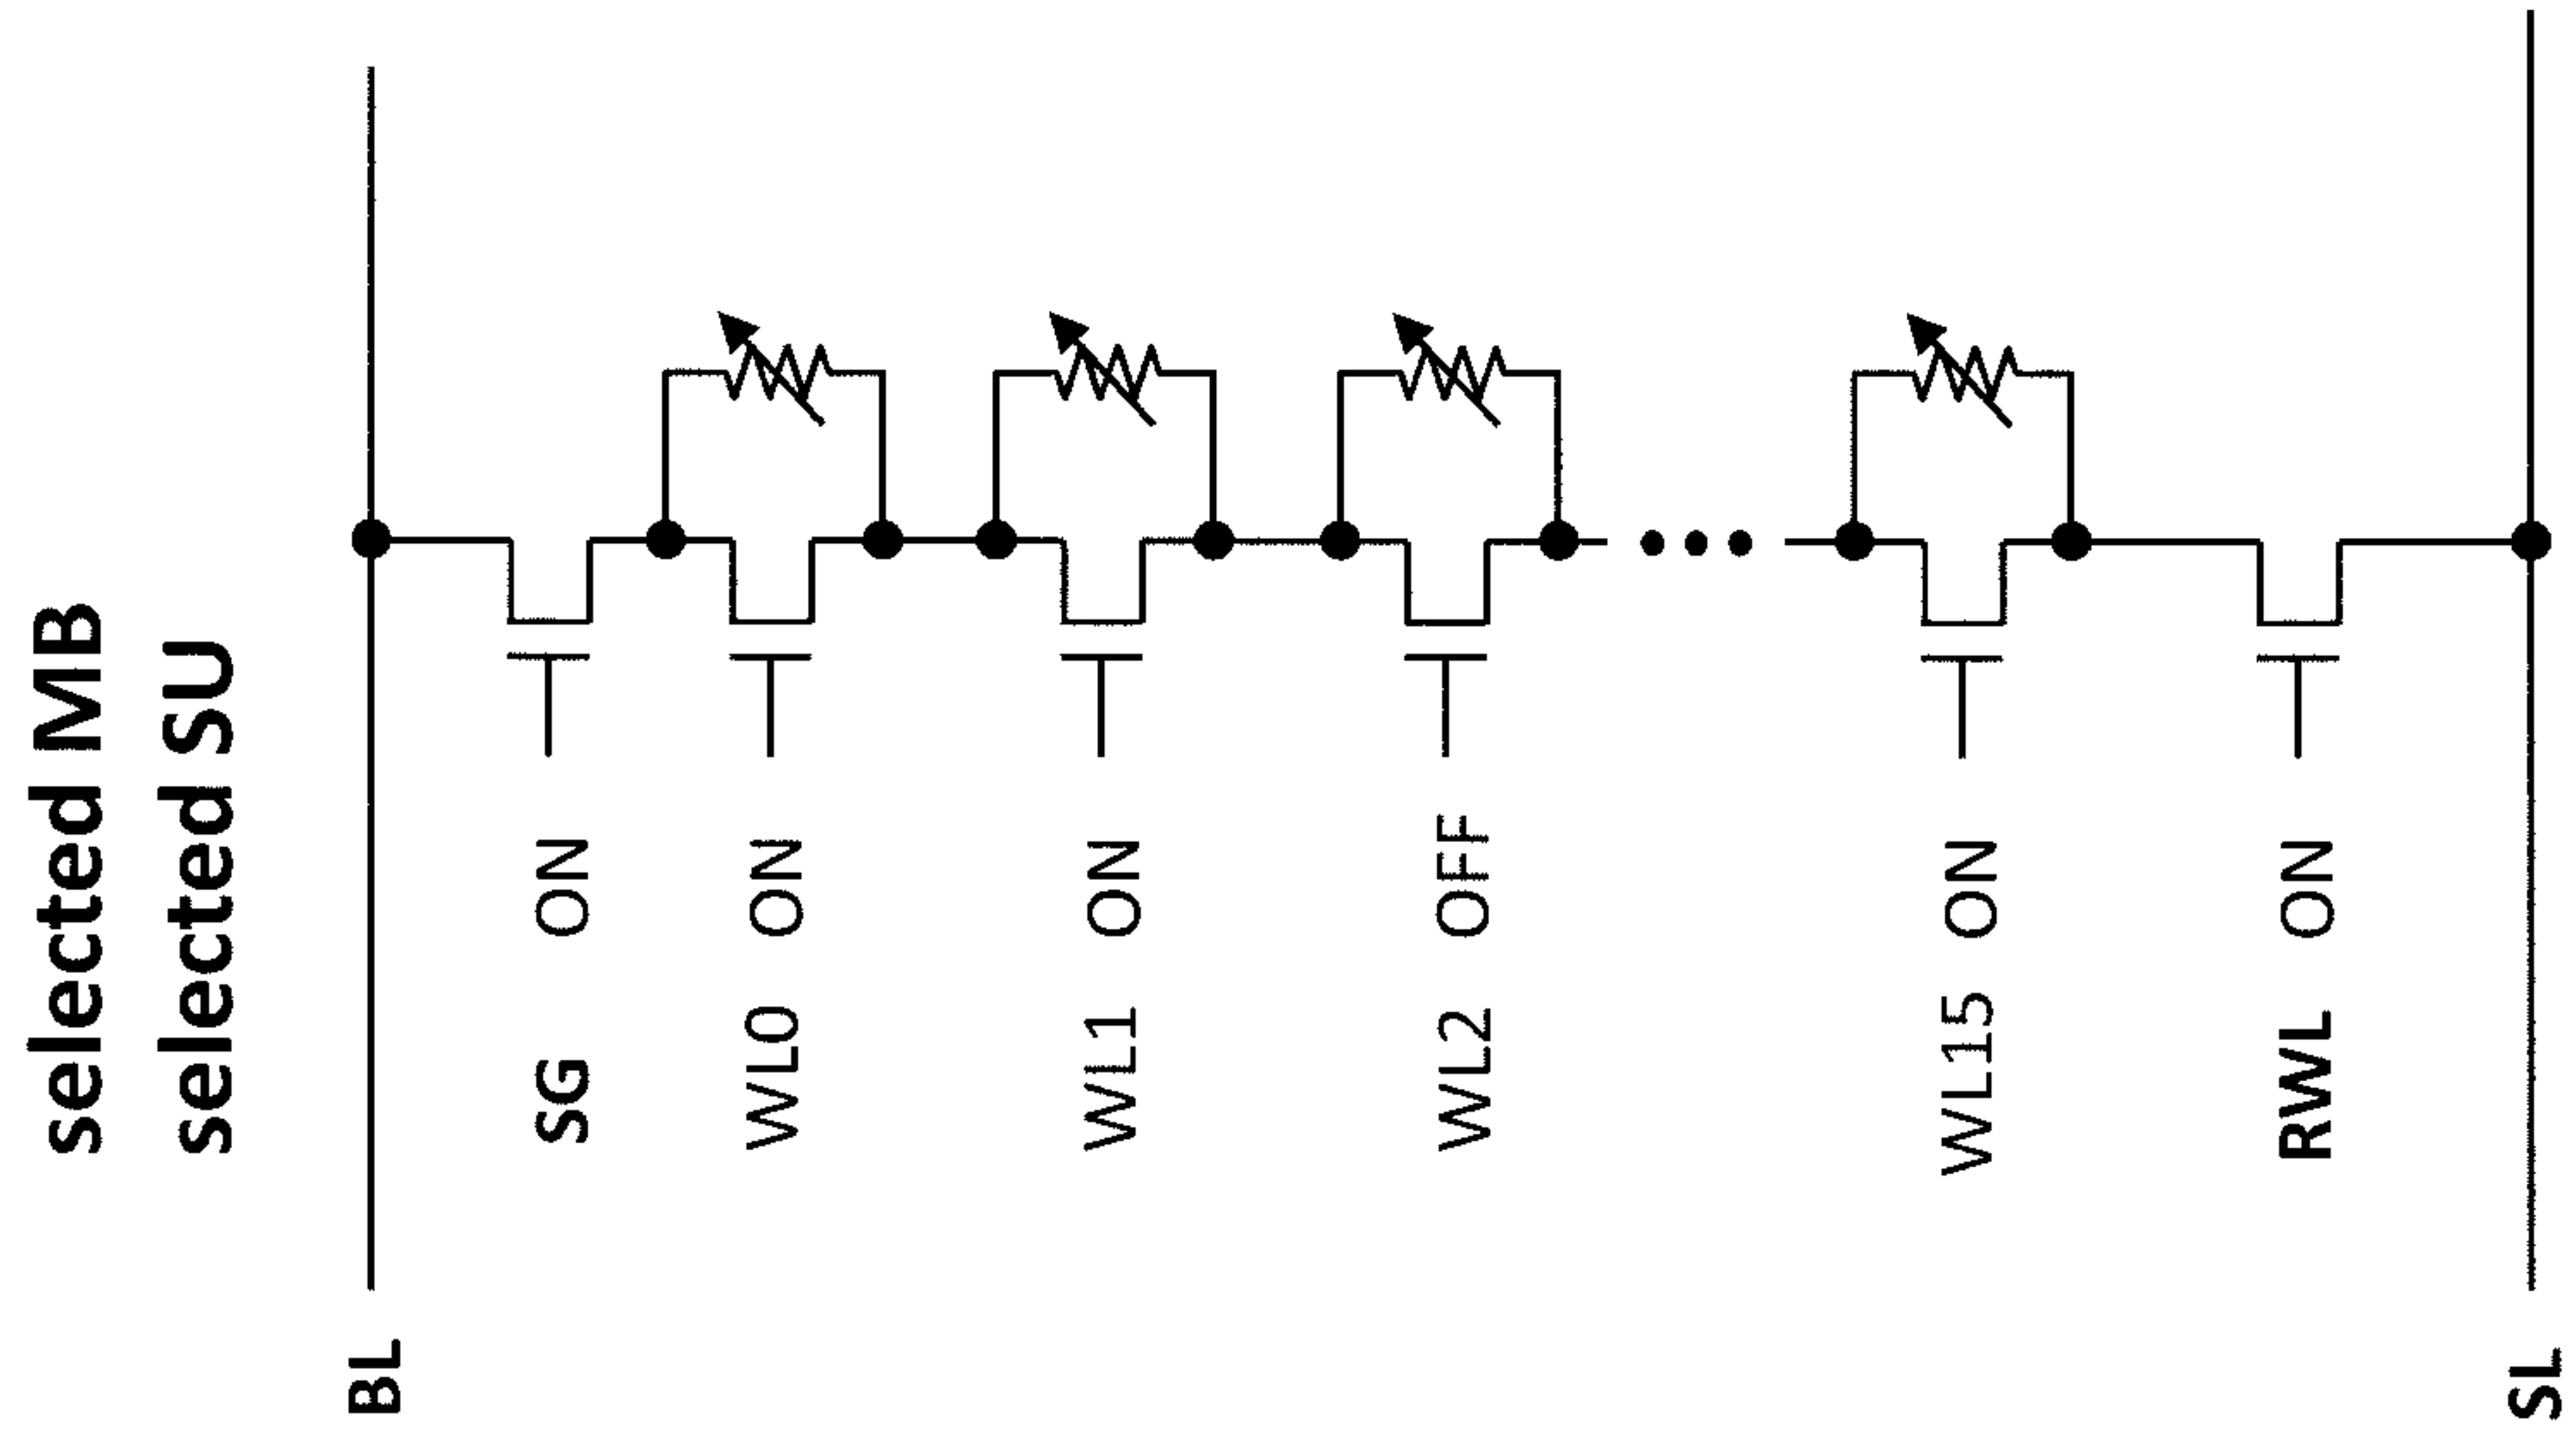 selected MB
selected SU
BL
SG ON
WL0 ON
WL1 ON
WL2 OFF
WL15 ON
RWL ON
SL